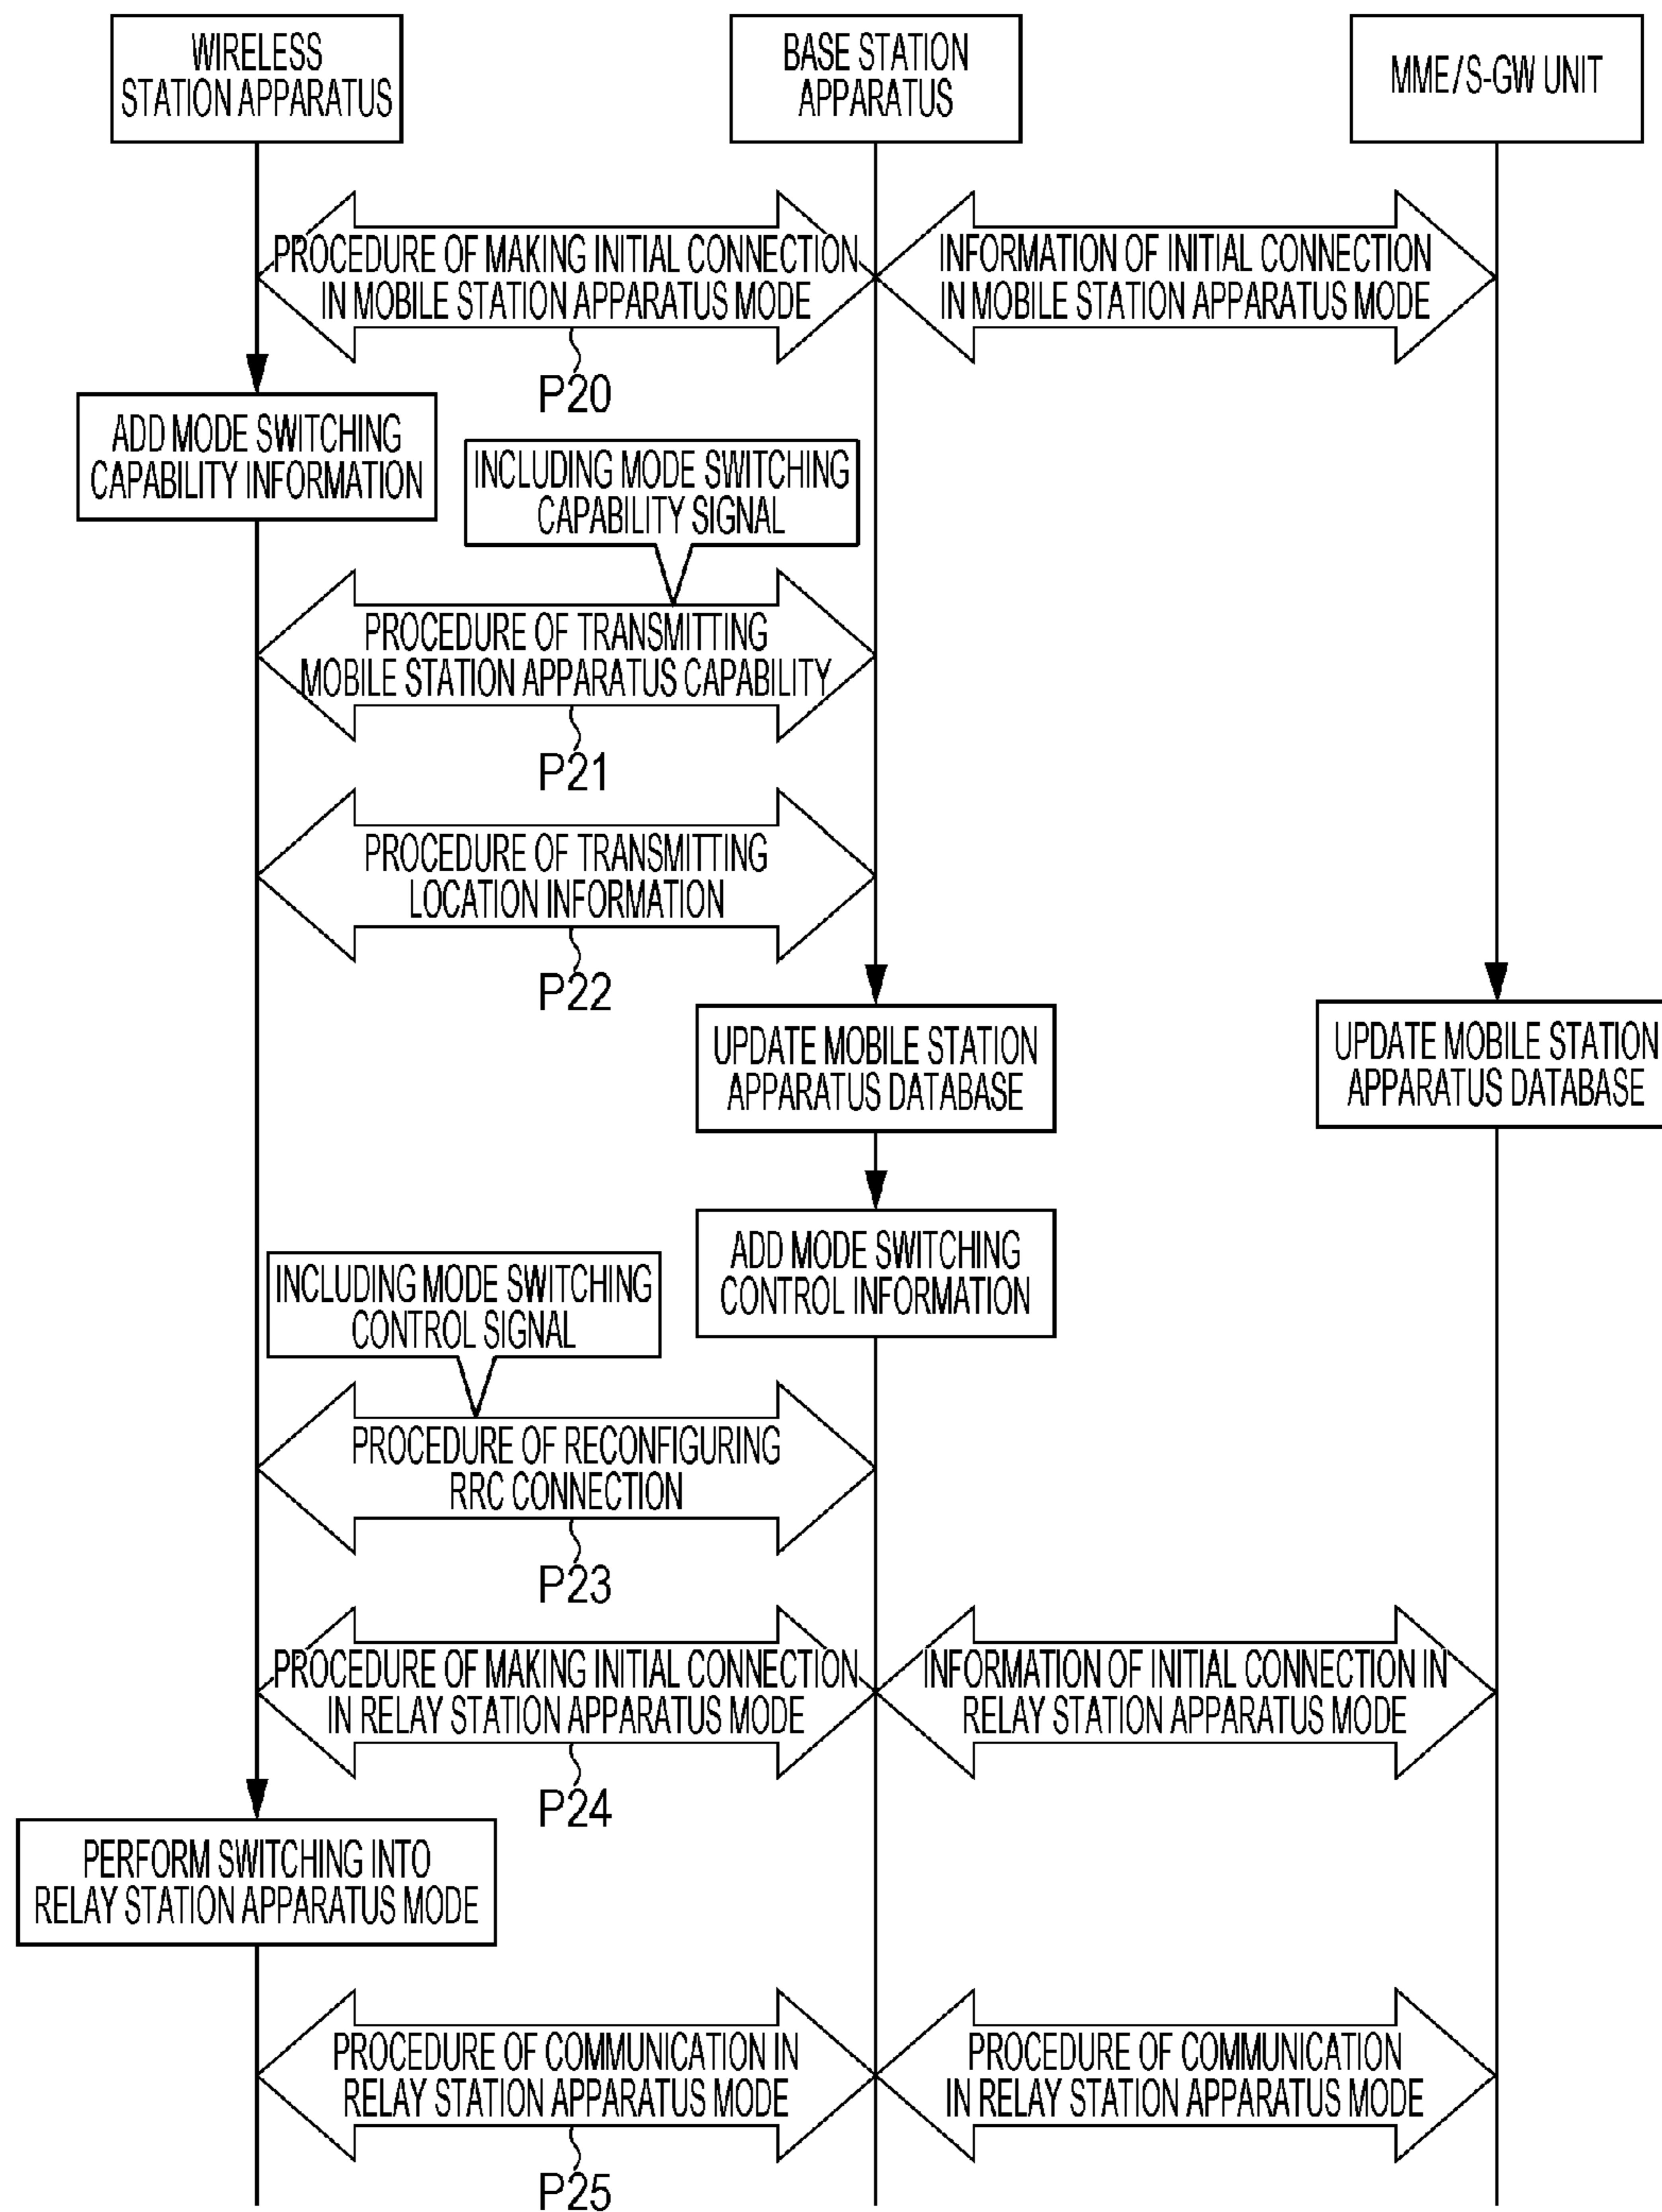 WIRELESS
STATION APPARATUS
BASE STATION
APPARATUS
MME/S-GW UNIT
PROCEDURE OF MAKING INITIAL CONNECTION
IN MOBILE STATION APPARATUS MODE
INFORMATION OF INITIAL CONNECTION
IN MOBILE STATION APPARATUS MODE
P20
ADD MODE SWITCHING
CAPABILITY INFORMATION
INCLUDING MODE SWITCHING
CAPABILITY SIGNAL
PROCEDURE OF TRANSMITTING
MOBILE STATION APPARATUS CAPABILITY
P21
PROCEDURE OF TRANSMITTING
LOCATION INFORMATION
P22
UPDATE MOBILE STATION
APPARATUS DATABASE
UPDATE MOBILE STATION
APPARATUS DATABASE
ADD MODE SWITCHING
CONTROL INFORMATION
INCLUDING MODE SWITCHING
CONTROL SIGNAL
PROCEDURE OF RECONFIGURING
RRC CONNECTION
P23
PROCEDURE OF MAKING INITIAL CONNECTION
IN RELAY STATION APPARATUS MODE
INFORMATION OF INITIAL CONNECTION IN
RELAY STATION APPARATUS MODE
P24
PERFORM SWITCHING INTO
RELAY STATION APPARATUS MODE
PROCEDURE OF COMMUNICATION IN
RELAY STATION APPARATUS MODE
PROCEDURE OF COMMUNICATION
IN RELAY STATION APPARATUS MODE
P25